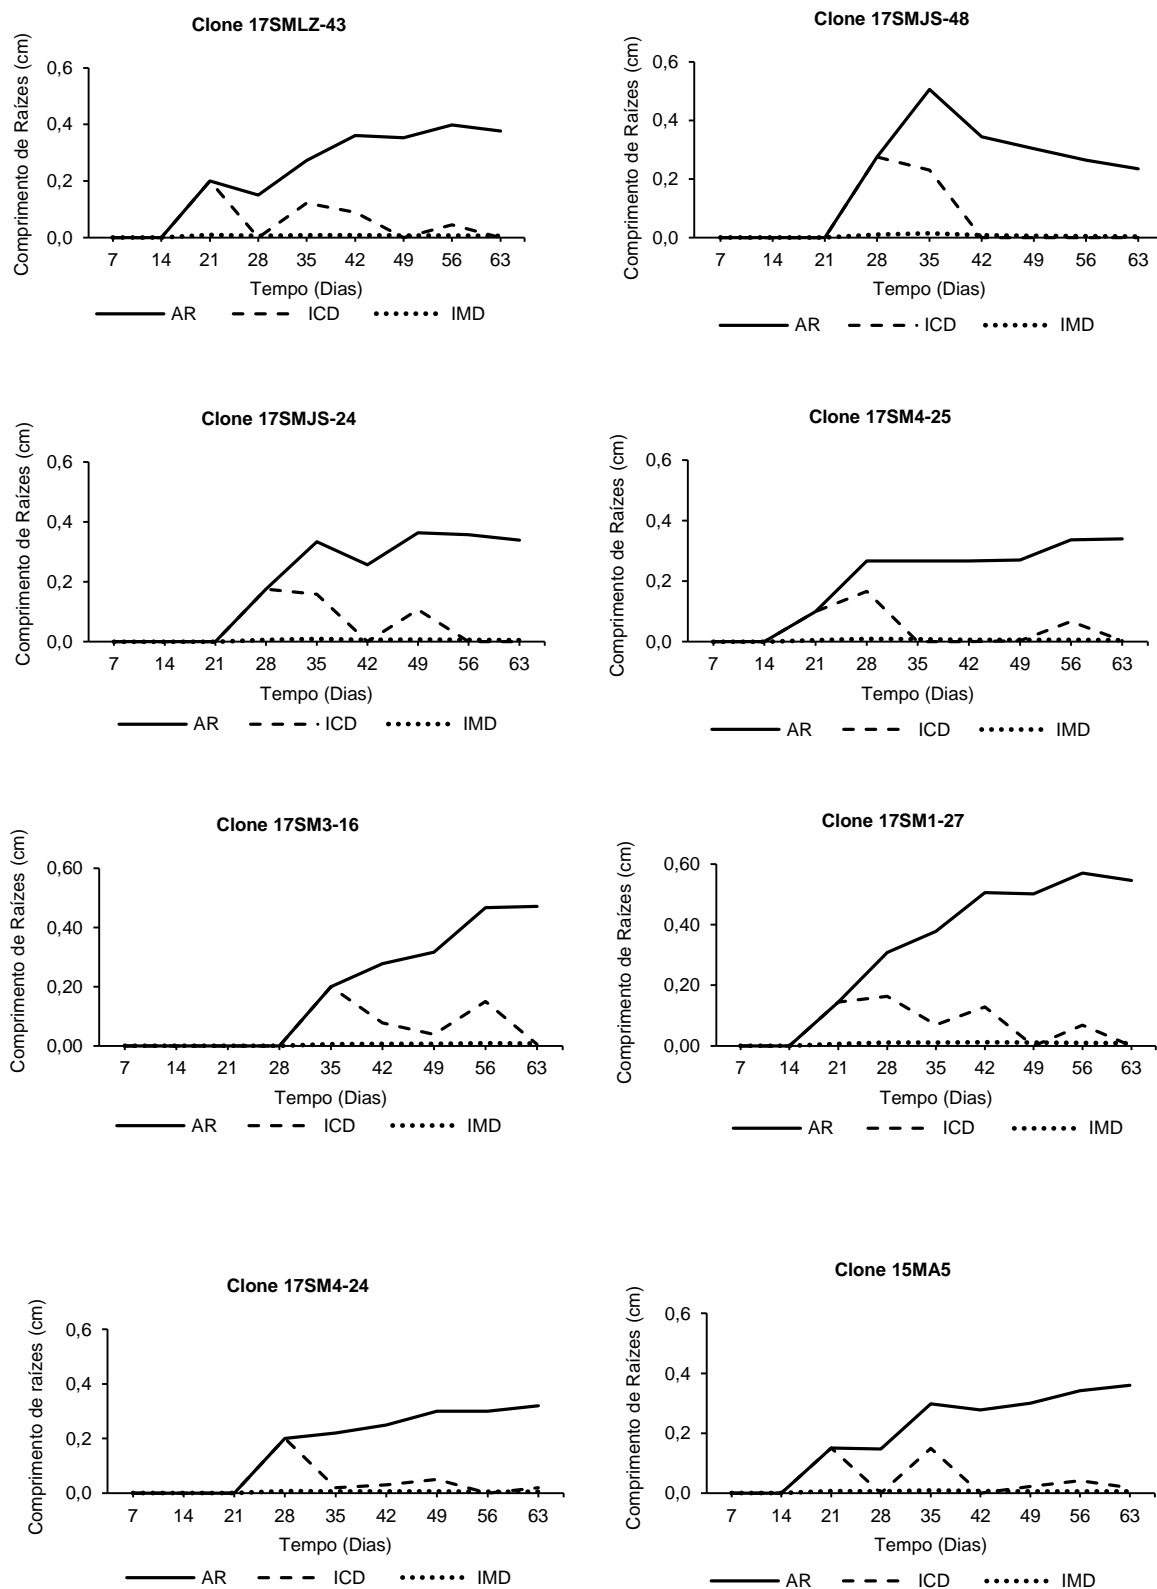 Clone 17SMLZ-43
Comprimento de Raízes (cm)
0,6
0,4
0,2
0,0
7 14 21 28 35 42 49 56 63
Tempo (Dias)
AR ICD IMD
Clone 17SMJS-48
Comprimento de Raízes (cm)
0,6
0,4
0,2
0,0
7 14 21 28 35 42 49 56 63
Tempo (Dias)
AR ICD IMD
Clone 17SMJS-24
Comprimento de Raízes (cm)
0,6
0,4
0,2
0,0
7 14 21 28 35 42 49 56 63
Tempo (Dias)
AR ICD IMD
Clone 17SM4-25
Comprimento de Raízes (cm)
0,6
0,4
0,2
0,0
7 14 21 28 35 42 49 56 63
Tempo (Dias)
AR ICD IMD
Clone 17SM3-16
Comprimento de Raízes (cm)
0,60
0,40
0,20
0,00
7 14 21 28 35 42 49 56 63
Tempo (Dias)
AR ICD IMD
Clone 17SM1-27
Comprimento de Raízes (cm)
0,60
0,40
0,20
0,00
7 14 21 28 35 42 49 56 63
Tempo (Dias)
AR ICD IMD
Clone 17SM4-24
Comprimento de raízes (cm)
0,6
0,4
0,2
0,0
7 14 21 28 35 42 49 56 63
Tempo (Dias)
AR ICD IMD
Clone 15MA5
Comprimento de Raízes (cm)
0,6
0,4
0,2
0,0
7 14 21 28 35 42 49 56 63
Tempo (Dias)
AR ICD IMD